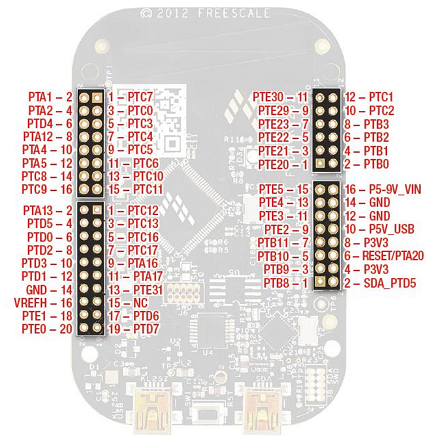 © 2012 FREESCALE
PTA1 - 2 1 - PTC7
PTA2 - 4 3 - PTC0
PTD4 - 6 5 - PTC3
PTA12 - 8 7 - PTC4
PTA4 - 10 9 - PTC5
PTA5 - 12 11 - PTC6
PTC8 - 14 13 - PTC10
PTC9 - 16 15 - PTC11
PTA13 - 2 1 - PTC12
PTD5 - 4 3 - PTC13
PTD0 - 6 5 - PTC16
PTD2 - 8 7 - PTC17
PTD3 - 10 9 - PTA16
PTD1 - 12 11 - PTA17
GND - 14 13 - PTE31
VREFH - 16 15 - NC
PTE1 - 18 17 - PTD6
PTE0 - 20 19 - PTD7
PTE30 - 11 12 - PTC1
PTE29 - 9 10 - PTC2
PTE23 - 7 8 - PTB3
PTE22 - 5 6 - PTB2
PTE21 - 3 4 - PTB1
PTE20 - 1 2 - PTB0
PTE5 - 15 16 - P5-9V_VIN
PTE4 - 13 14 - GND
PTE3 - 11 12 - GND
PTE2 - 9 10 - P5V_USB
PTB11 - 7 8 - P3V3
PTB10 - 5 6 - RESET/PTA20
PTB9 - 3 4 - P3V3
PTB8 - 1 2 - SDA_PTD5
R5
R6
U4
D1